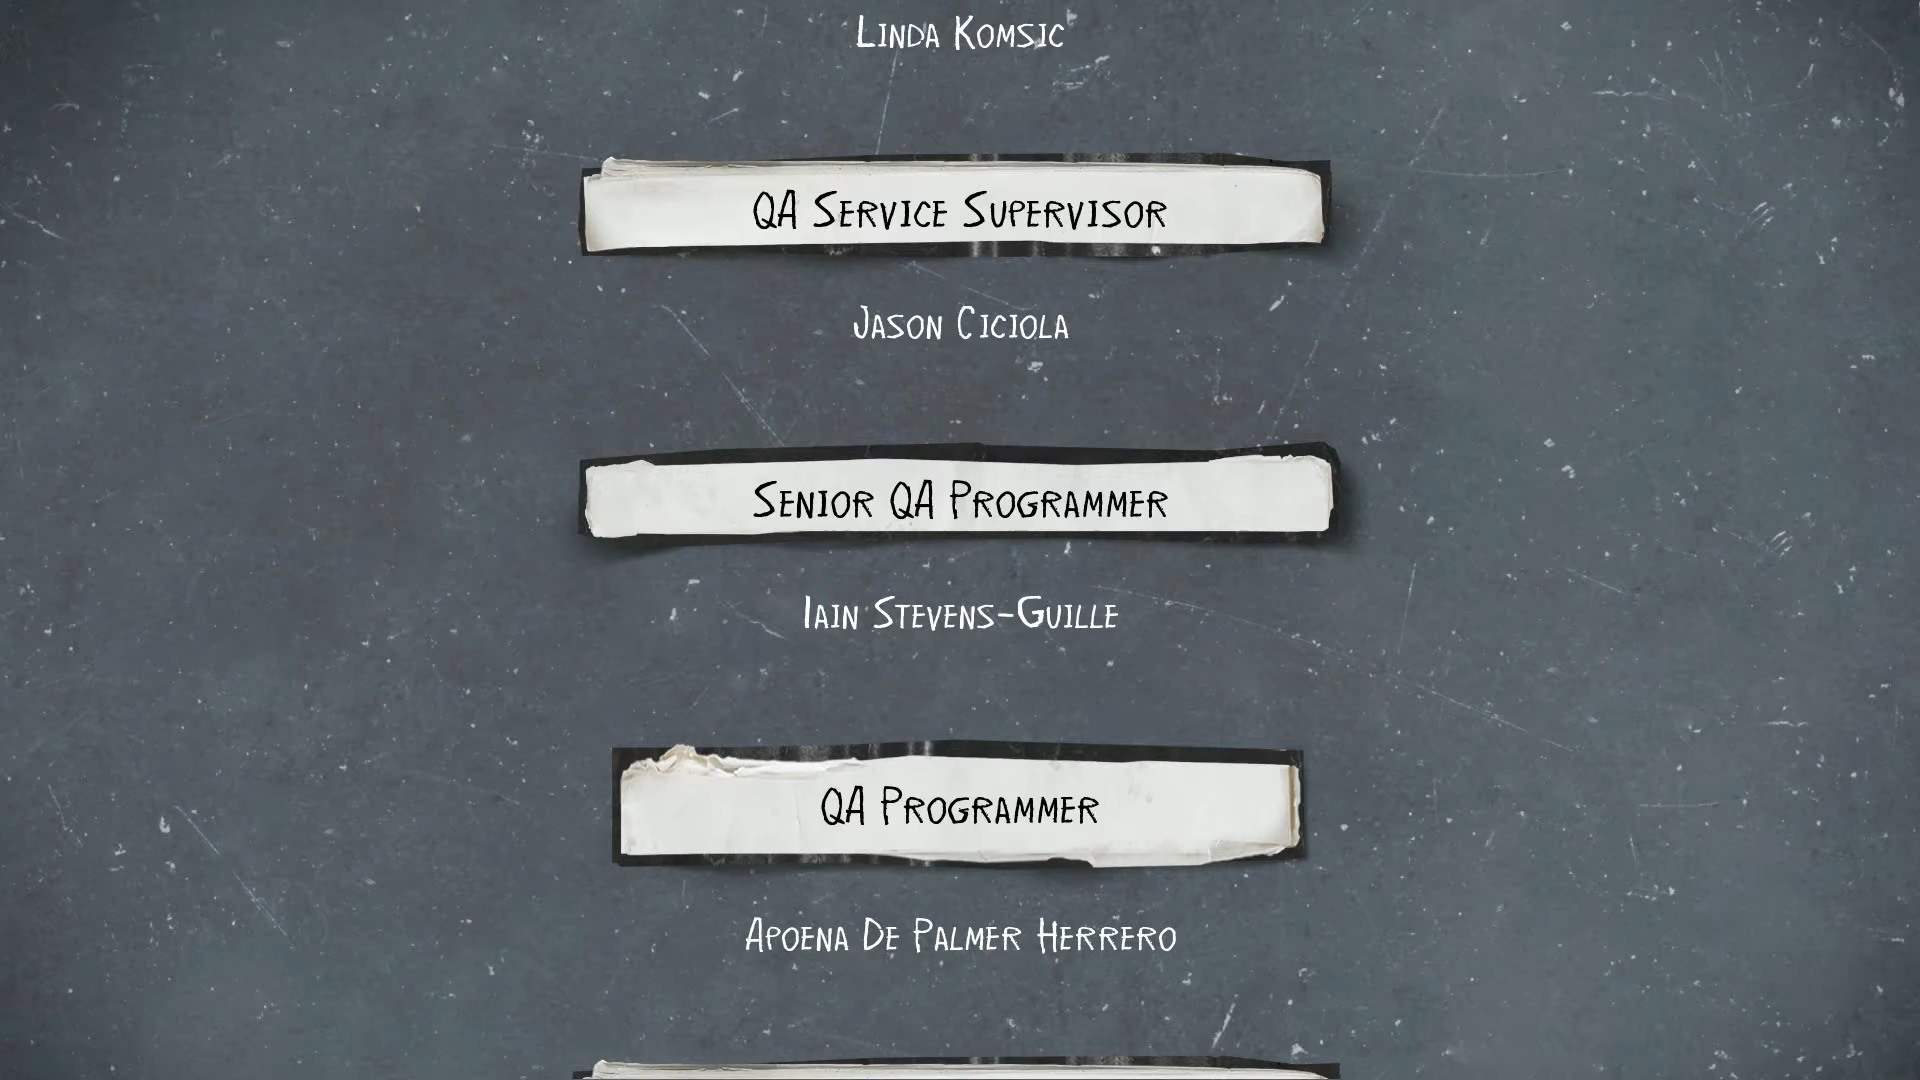 Linda Komsic
QA Service Supervisor
Jason Ciciola
Senior QA Programmer
Iain Stevens-Guille
QA Programmer
Apoena De Palmer Herrero